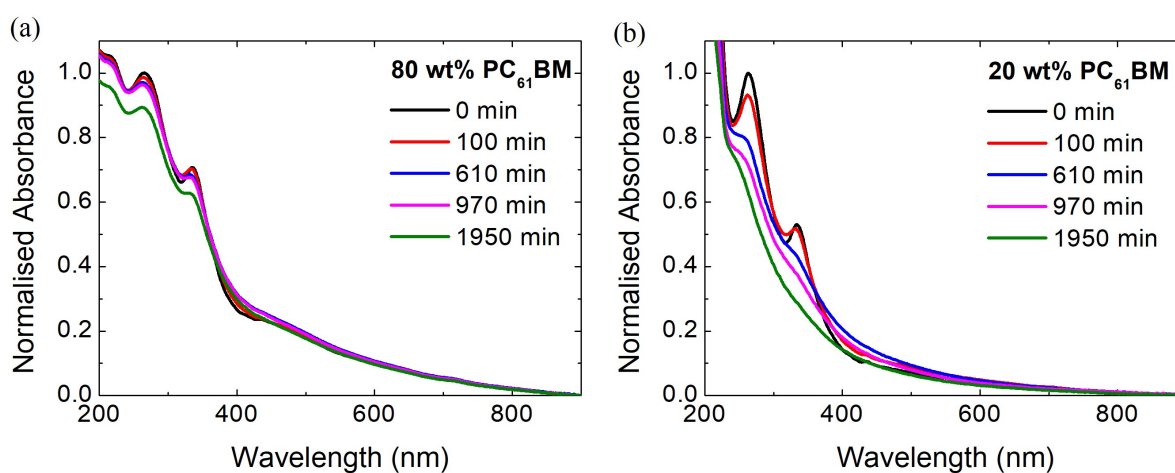 (a)
80 wt% PC61BM
0 min
100 min
610 min
970 min
1950 min
Normalised Absorbance
1.0
0.8
0.6
0.4
0.2
0.0
200 400 600 800
Wavelength (nm)
(b)
20 wt% PC61BM
0 min
100 min
610 min
970 min
1950 min
Normalised Absorbance
1.0
0.8
0.6
0.4
0.2
0.0
200 400 600 800
Wavelength (nm)